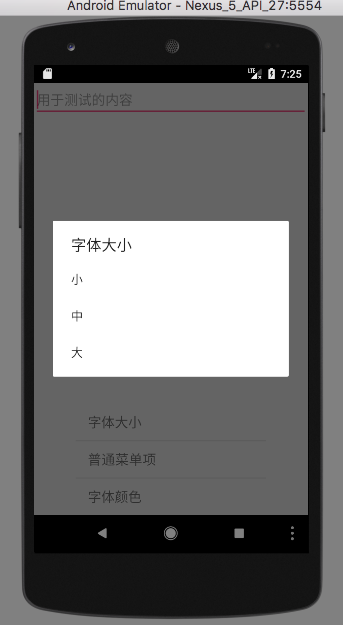 Android Emulator - Nexus_5_API_27:5554
LTE 7:25
用于测试的内容
字体大小
小
中
大
字体大小
普通菜单项
字体颜色